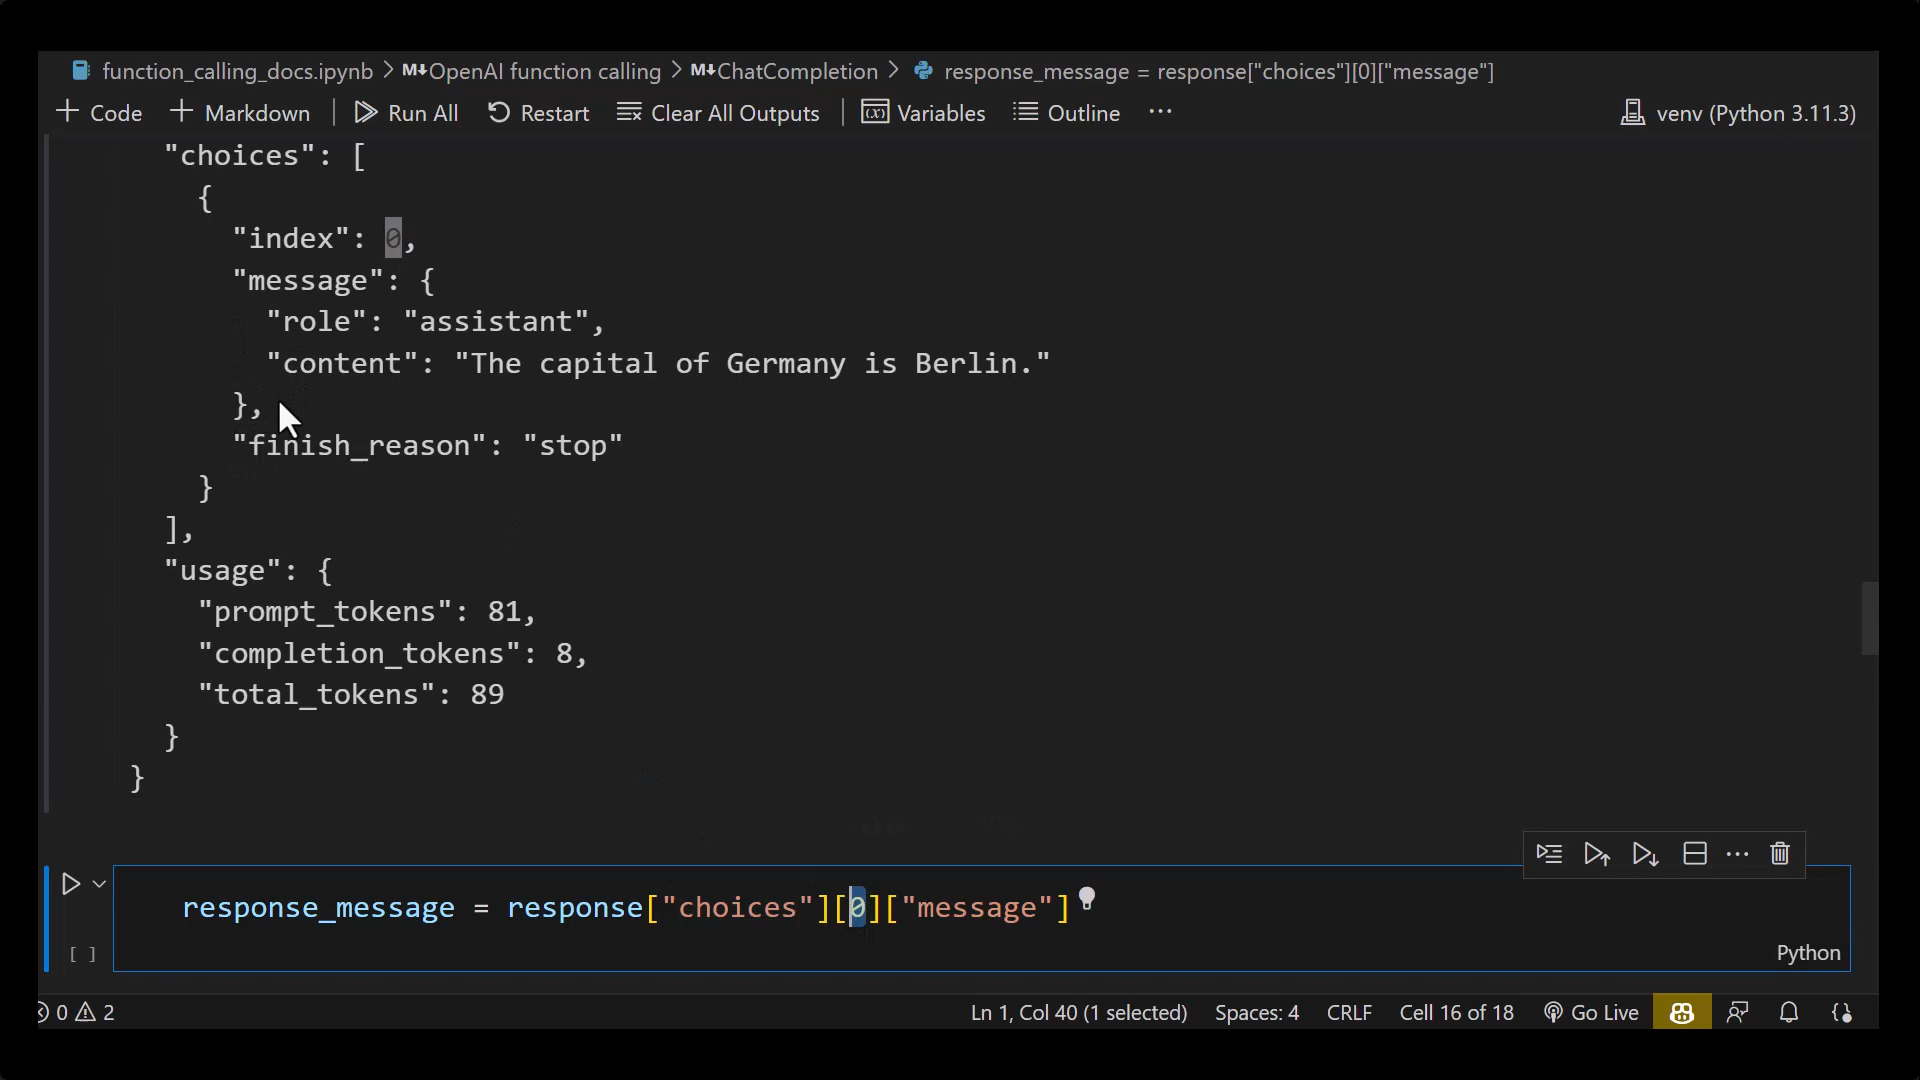 function_calling_docs.ipynb > M↓OpenAI function calling > M↓ChatCompletion > response_message = response["choices"][0]["message"]
+ Code + Markdown | Run All Restart Clear All Outputs | (x) Variables Outline ··· venv (Python 3.11.3)
"choices": [
{
"index": 0,
"message": {
"role": "assistant",
"content": "The capital of Germany is Berlin."
},
"finish_reason": "stop"
}
],
"usage": {
"prompt_tokens": 81,
"completion_tokens": 8,
"total_tokens": 89
}
}
response_message = response["choices"][0]["message"]
[ ]
Python
0 2 Ln 1, Col 40 (1 selected) Spaces: 4 CRLF Cell 16 of 18 Go Live